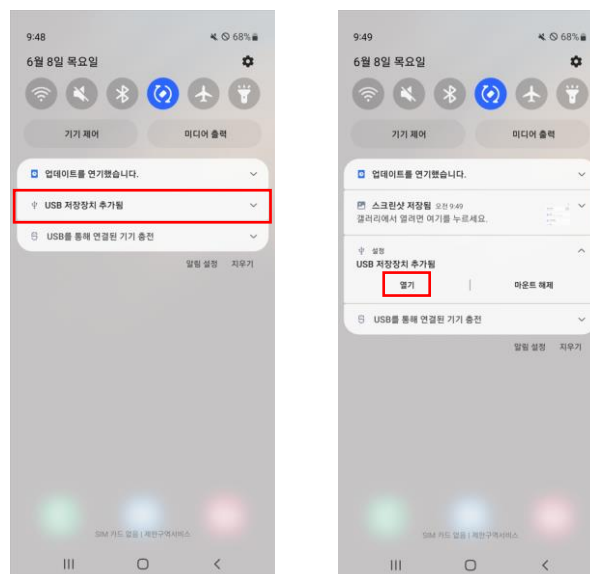 9:48
68%
6월 8일 목요일
기기 제어
미디어 출력
업데이트를 연기했습니다.
USB 저장장치 추가됨
USB를 통해 연결된 기기 충전
알림 설정
지우기
SIM 카드 없음 | 제한구역서비스
9:49
68%
6월 8일 목요일
기기 제어
미디어 출력
업데이트를 연기했습니다.
스크린샷 저장됨 오전 9:49
갤러리에서 열려면 여기를 누르세요.
설정
USB 저장장치 추가됨
열기
마운트 해제
USB를 통해 연결된 기기 충전
알림 설정
지우기
SIM 카드 없음 | 제한구역서비스